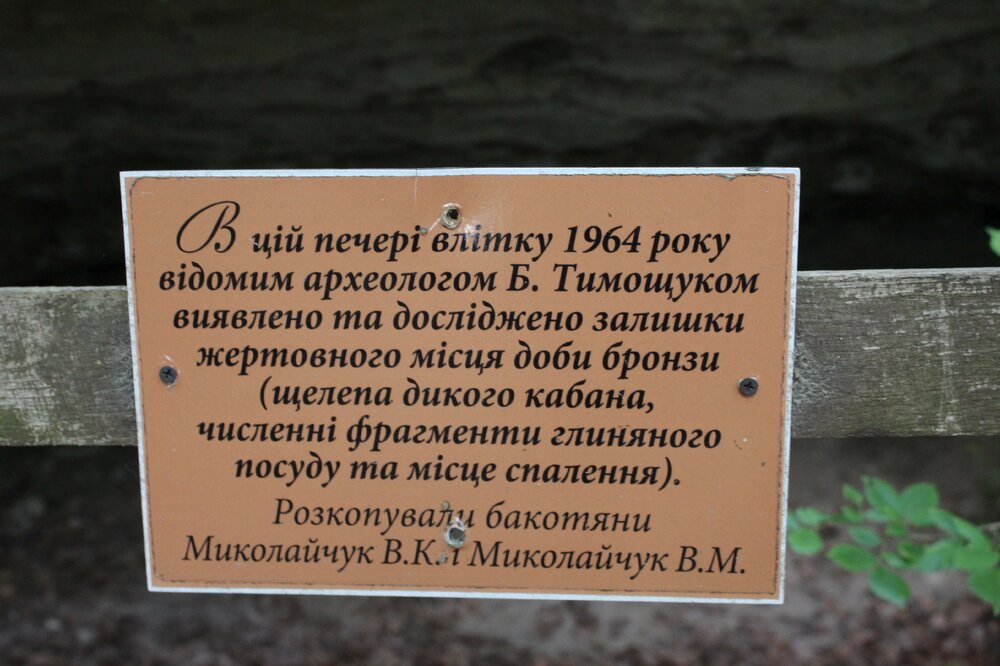 В цій печері влітку 1964 року
відомим археологом Б. Тимощуком
виявлено та досліджено залишки
жертовного місця доби бронзи
(щелепа дикого кабана,
численні фрагменти глиняного
посуду та місце спалення).
Розкопували бакотяни
Миколайчук В.К. і Миколайчук В.М.